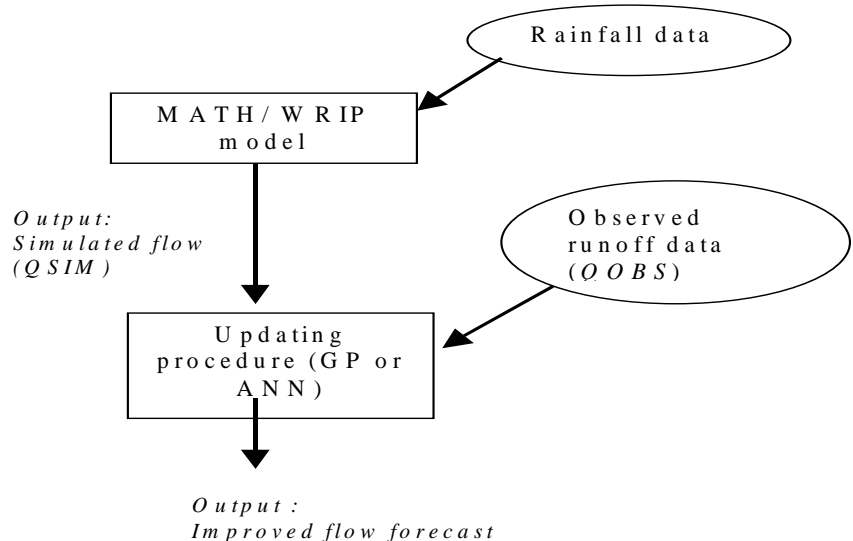 Rainfall data
MATH/WRIP
model
Output:
Simulated flow
(QSIM)
Observed
runoff data
(QOBS)
Updating
procedure (GP or
ANN)
Output:
Improved flow forecast